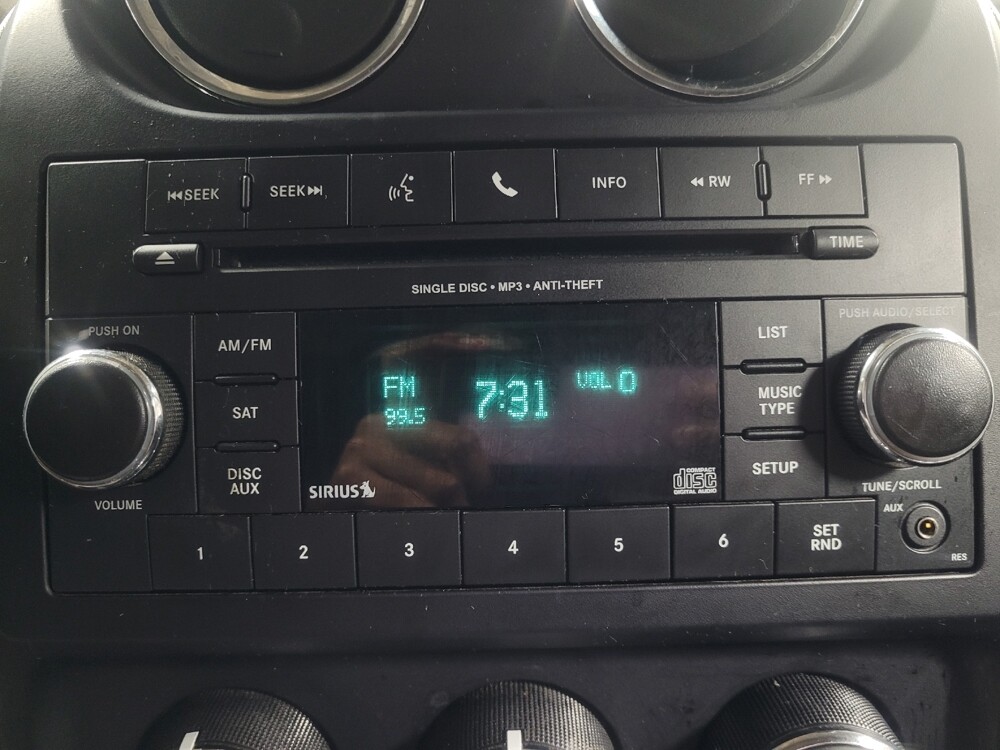 SEEK
SEEK
INFO
RW
FF
TIME
SINGLE DISC • MP3 • ANTI-THEFT
PUSH ON
AM/FM
SAT
DISC
AUX
VOLUME
FM
99.5
7:31
VOL 0
SIRIUS
COMPACT
disc
DIGITAL AUDIO
LIST
MUSIC
TYPE
SETUP
PUSH AUDIO/SELECT
TUNE/SCROLL
AUX
RES
1
2
3
4
5
6
SET
RND